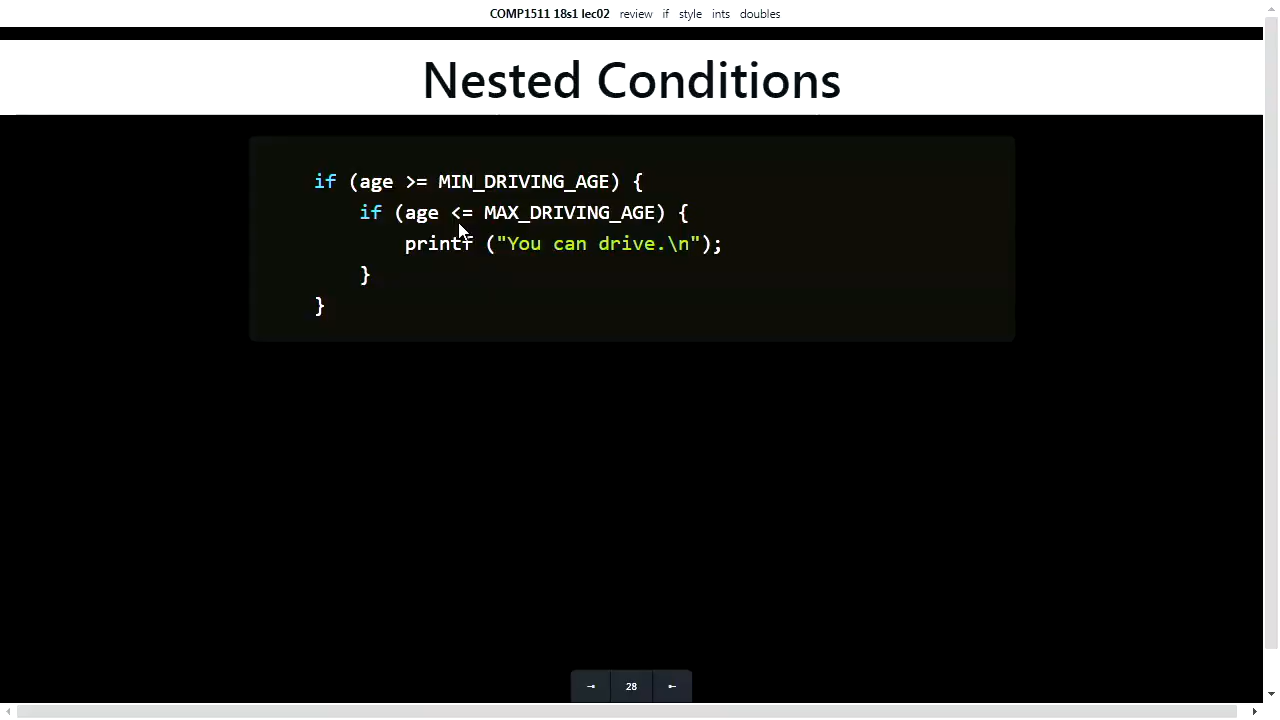 COMP1511 18s1 lec02 review if style ints doubles
Nested Conditions
if (age >= MIN_DRIVING_AGE) {
if (age <= MAX_DRIVING_AGE) {
printf ("You can drive.\n");
}
}
→ 28 ←